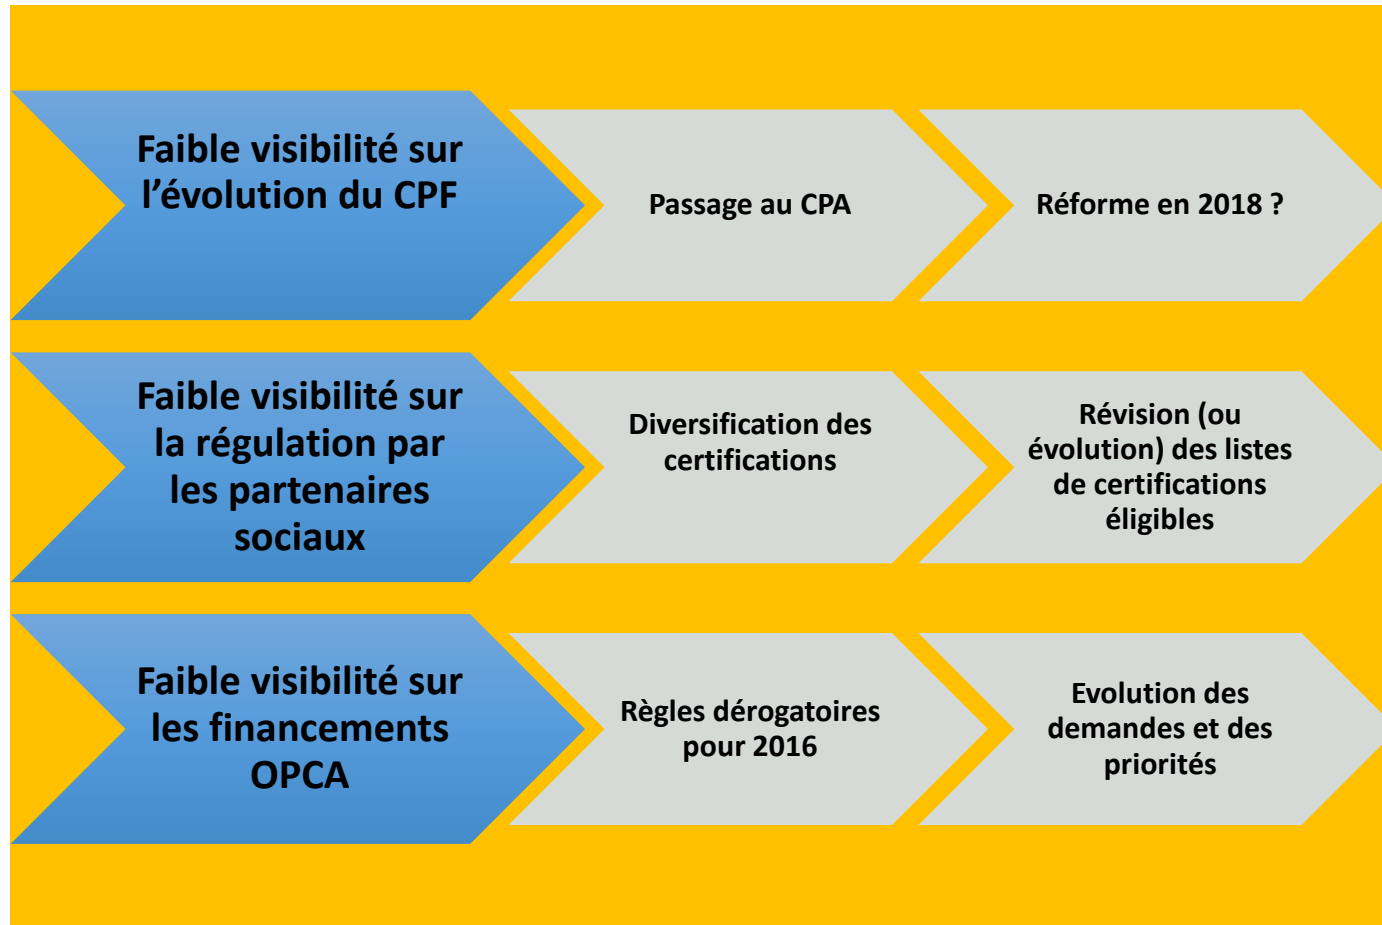 Faible visibilité sur
l’évolution du CPF
Passage au CPA
Réforme en 2018 ?
Faible visibilité sur
la régulation par
les partenaires
sociaux
Diversification des
certifications
Révision (ou
évolution) des listes
de certifications
éligibles
Faible visibilité sur
les financements
OPCA
Règles dérogatoires
pour 2016
Evolution des
demandes et des
priorités